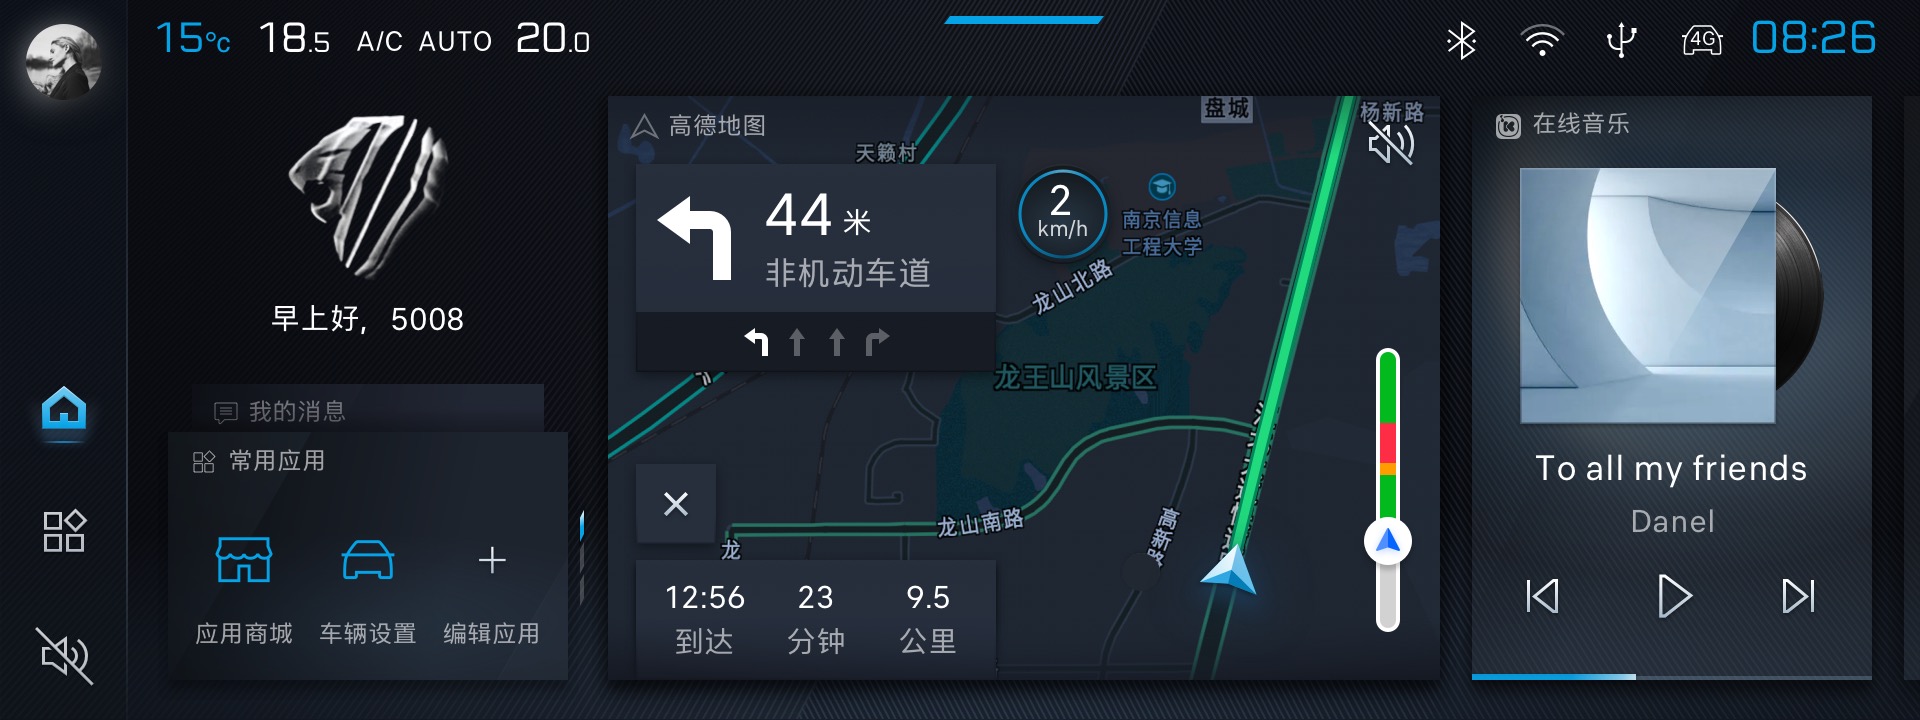 15°C 18.5 A/C AUTO 20.0
4G 08:26
早上好, 5008
我的消息
常用应用
应用商城 车辆设置 编辑应用
高德地图
盘城
杨新路
天籁村
44 米
非机动车道
2
km/h
南京信息
工程大学
龙山北路
龙王山风景区
龙山南路
高新路
龙
12:56 23 9.5
到达 分钟 公里
在线音乐
To all my friends
Danel